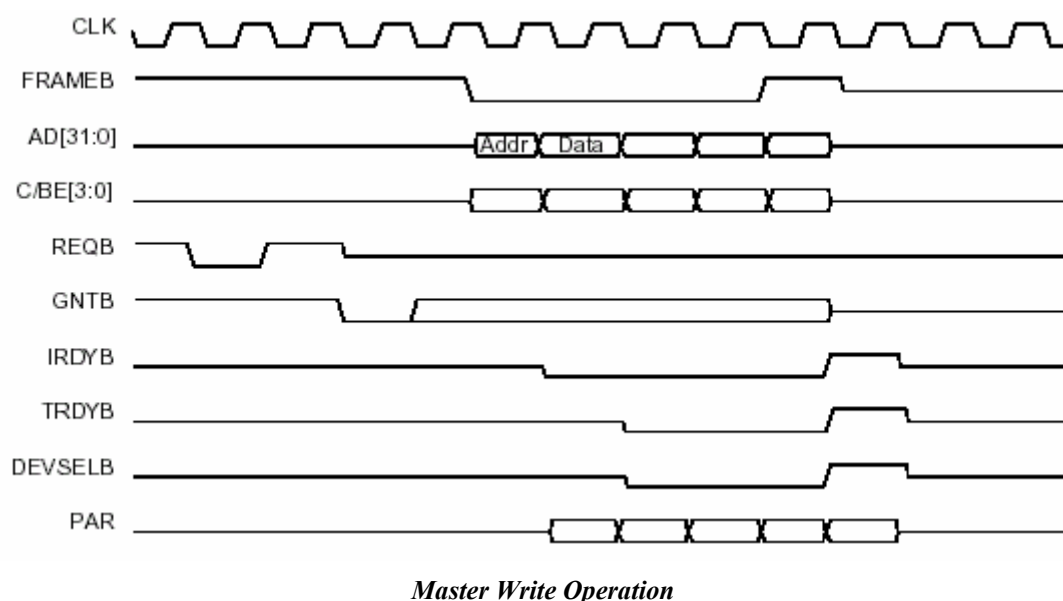 CLK
FRAMEB
AD[31:0] Addr Data
C/BE[3:0]
REQB
GNTB
IRDYB
TRDYB
DEVSELB
PAR
Master Write Operation